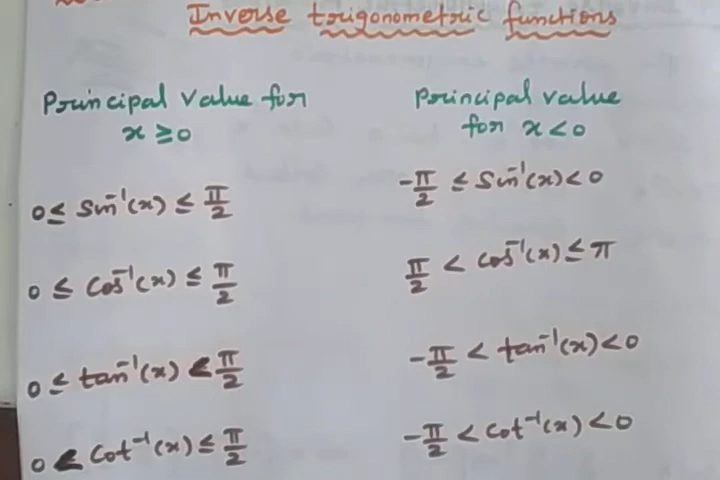 Inverse trigonometric functions
Principal value for
x ≥ 0
Principal value
for x < 0
0 ≤ Sin⁻¹(x) ≤ π/2
-π/2 ≤ Sin⁻¹(x) < 0
0 ≤ Cos⁻¹(x) ≤ π/2
π/2 < Cos⁻¹(x) ≤ π
0 ≤ tan⁻¹(x) < π/2
-π/2 < tan⁻¹(x) < 0
0 < Cot⁻¹(x) ≤ π/2
-π/2 < Cot⁻¹(x) < 0